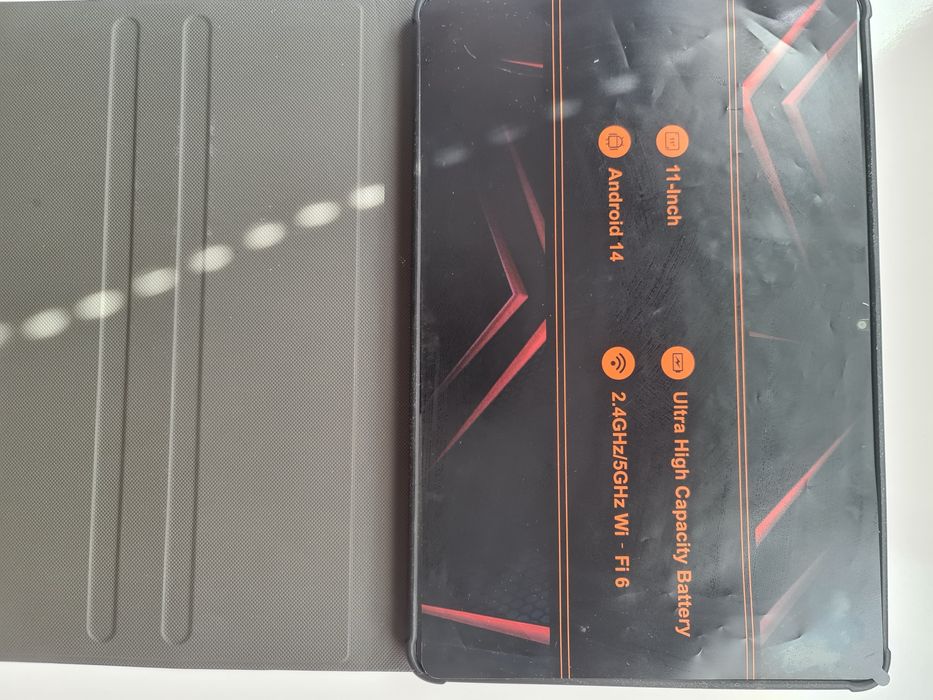 11-Inch
Ultra High Capacity Battery
Android 14
2.4GHz/5GHz Wi - Fi 6